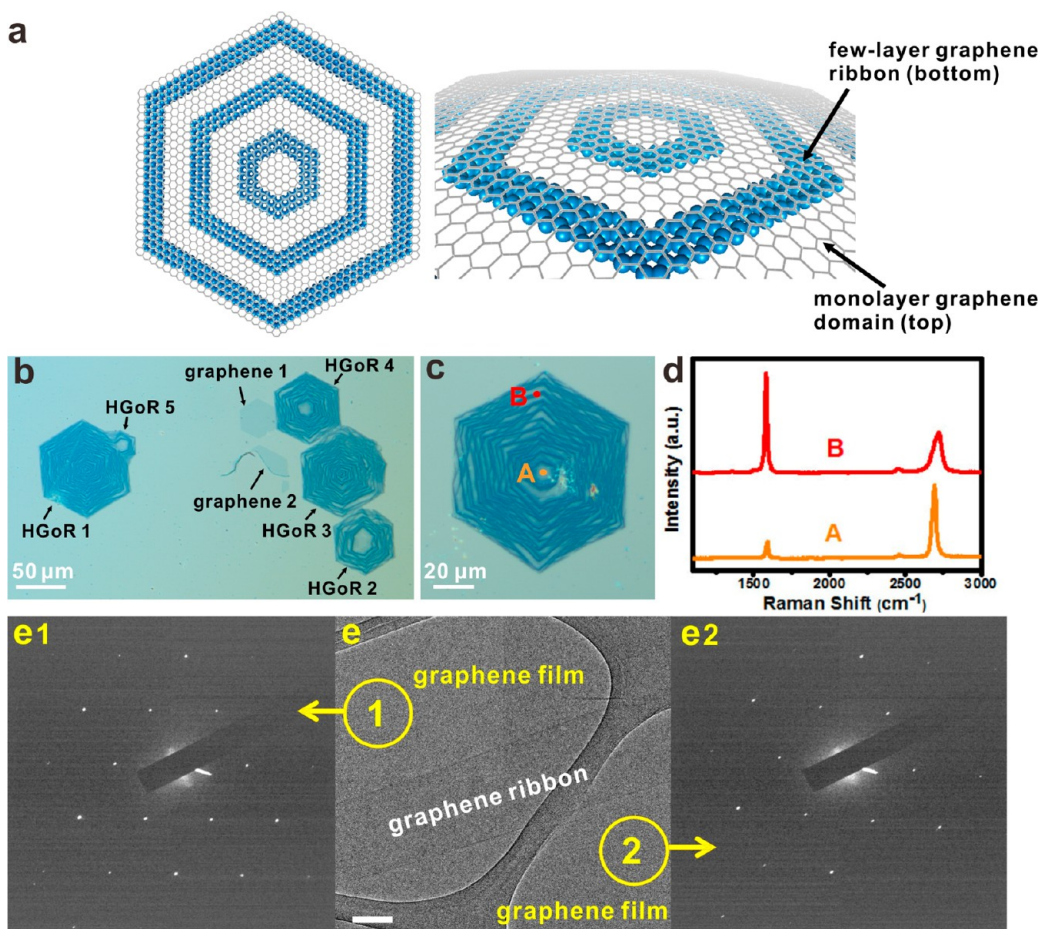 a
few-layer graphene
ribbon (bottom)
monolayer graphene
domain (top)
b
graphene 1
HGoR 4
HGoR 5
graphene 2
HGoR 1
HGoR 3
HGoR 2
50 μm
c
B
A
20 μm
d
Intensity (a.u.)
B
A
1500
2000
2500
3000
Raman Shift (cm⁻¹)
e1
e
graphene film
1
graphene ribbon
2
graphene film
e2